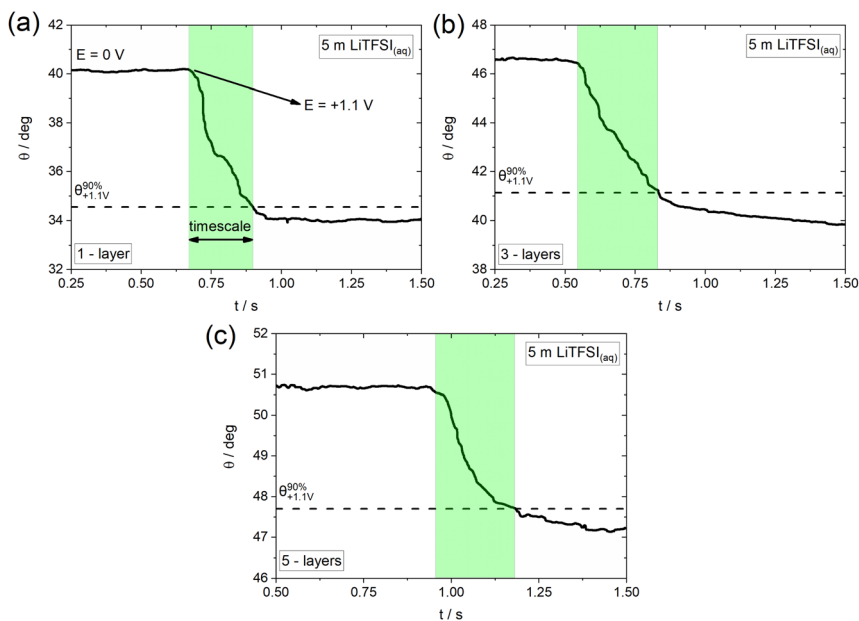 (a)
E = 0 V
5 m LiTFSI(aq)
E = +1.1 V
θ / deg
42
40
38
36
34
32
θ90%+1.1V
timescale
1 - layer
0.25 0.50 0.75 1.00 1.25 1.50
t / s
(b)
5 m LiTFSI(aq)
θ / deg
48
46
44
42
40
38
θ90%+1.1V
3 - layers
0.25 0.50 0.75 1.00 1.25 1.50
t / s
(c)
5 m LiTFSI(aq)
θ / deg
52
51
50
49
48
47
46
θ90%+1.1V
5 - layers
0.50 0.75 1.00 1.25 1.50
t / s